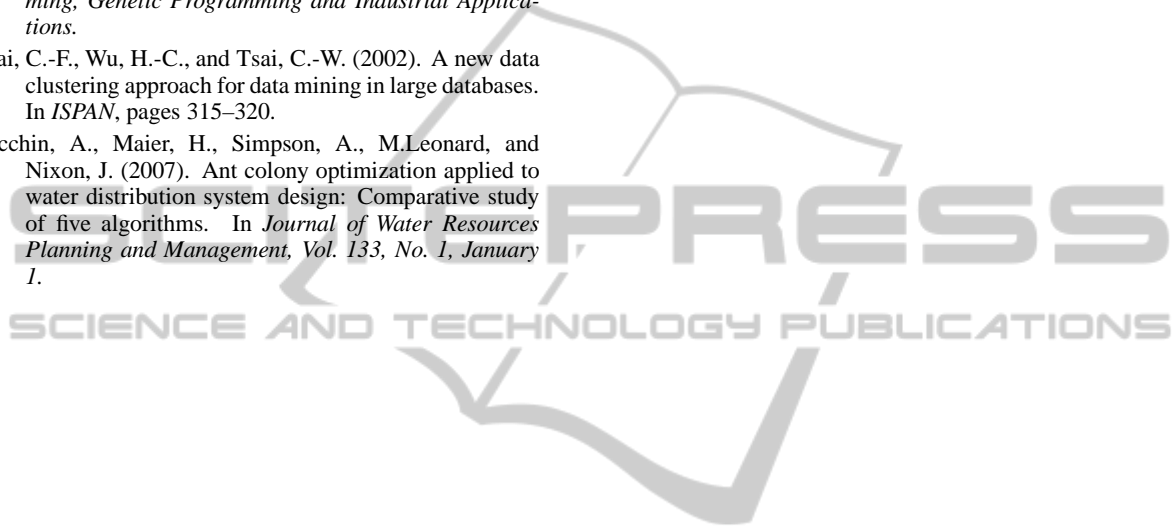 ming, Genetic Programming and Industrial Applica-
tions.
ai, C.-F., Wu, H.-C., and Tsai, C.-W. (2002). A new data
clustering approach for data mining in large databases.
In ISPAN, pages 315–320.
cchin, A., Maier, H., Simpson, A., M.Leonard, and
Nixon, J. (2007). Ant colony optimization applied to
water distribution system design: Comparative study
of five algorithms. In Journal of Water Resources
Planning and Management, Vol. 133, No. 1, January
1.
SCITEPRESS
SCIENCE AND TECHNOLOGY PUBLICATIONS